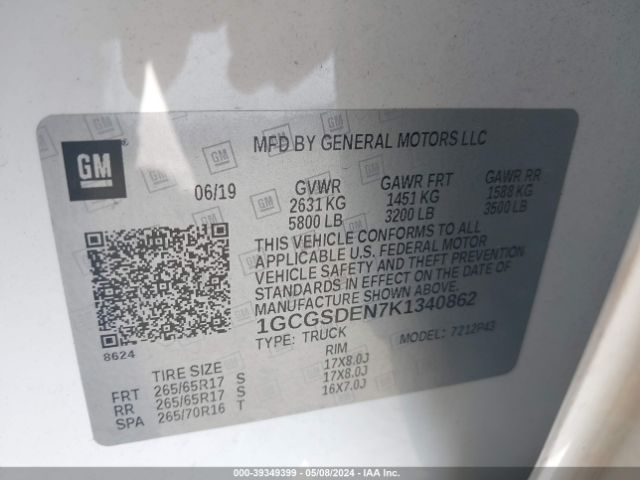 GM
MFD BY GENERAL MOTORS LLC
06/19
GVWR GAWR FRT GAWR RR
2631 KG 1451 KG 1588 KG
5800 LB 3200 LB 3500 LB
THIS VEHICLE CONFORMS TO ALL
APPLICABLE U.S. FEDERAL MOTOR
VEHICLE SAFETY AND THEFT PREVENTION
STANDARDS IN EFFECT ON THE DATE OF
MANUFACTURE SHOWN ABOVE.
1GCGSDEN7K1340862
TYPE: TRUCK MODEL: 7212P43
8624
TIRE SIZE RIM
FRT 265/65R17 S 17X8.0J
RR 265/65R17 S 17X8.0J
SPA 265/70R16 T 16X7.0J
000-39349399 - 05/08/2024 - IAA Inc.